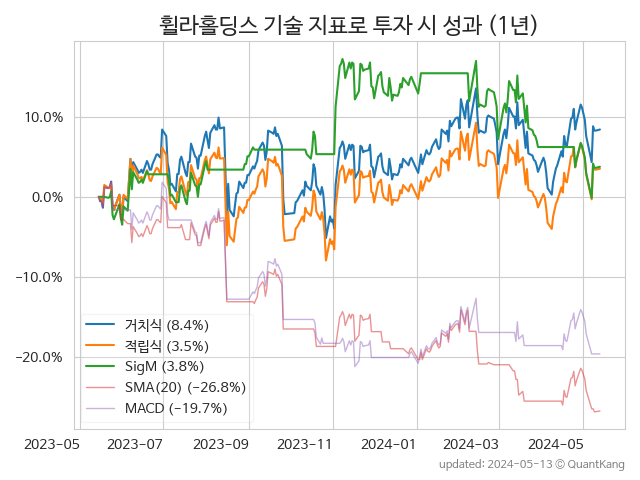 휠라홀딩스 기술 지표로 투자 시 성과 (1년)
10.0%
0.0%
−10.0%
−20.0%
거치식 (8.4%)
적립식 (3.5%)
SigM (3.8%)
SMA(20) (−26.8%)
MACD (−19.7%)
2023-05 2023-07 2023-09 2023-11 2024-01 2024-03 2024-05
updated: 2024-05-13 ⓒ QuantKang